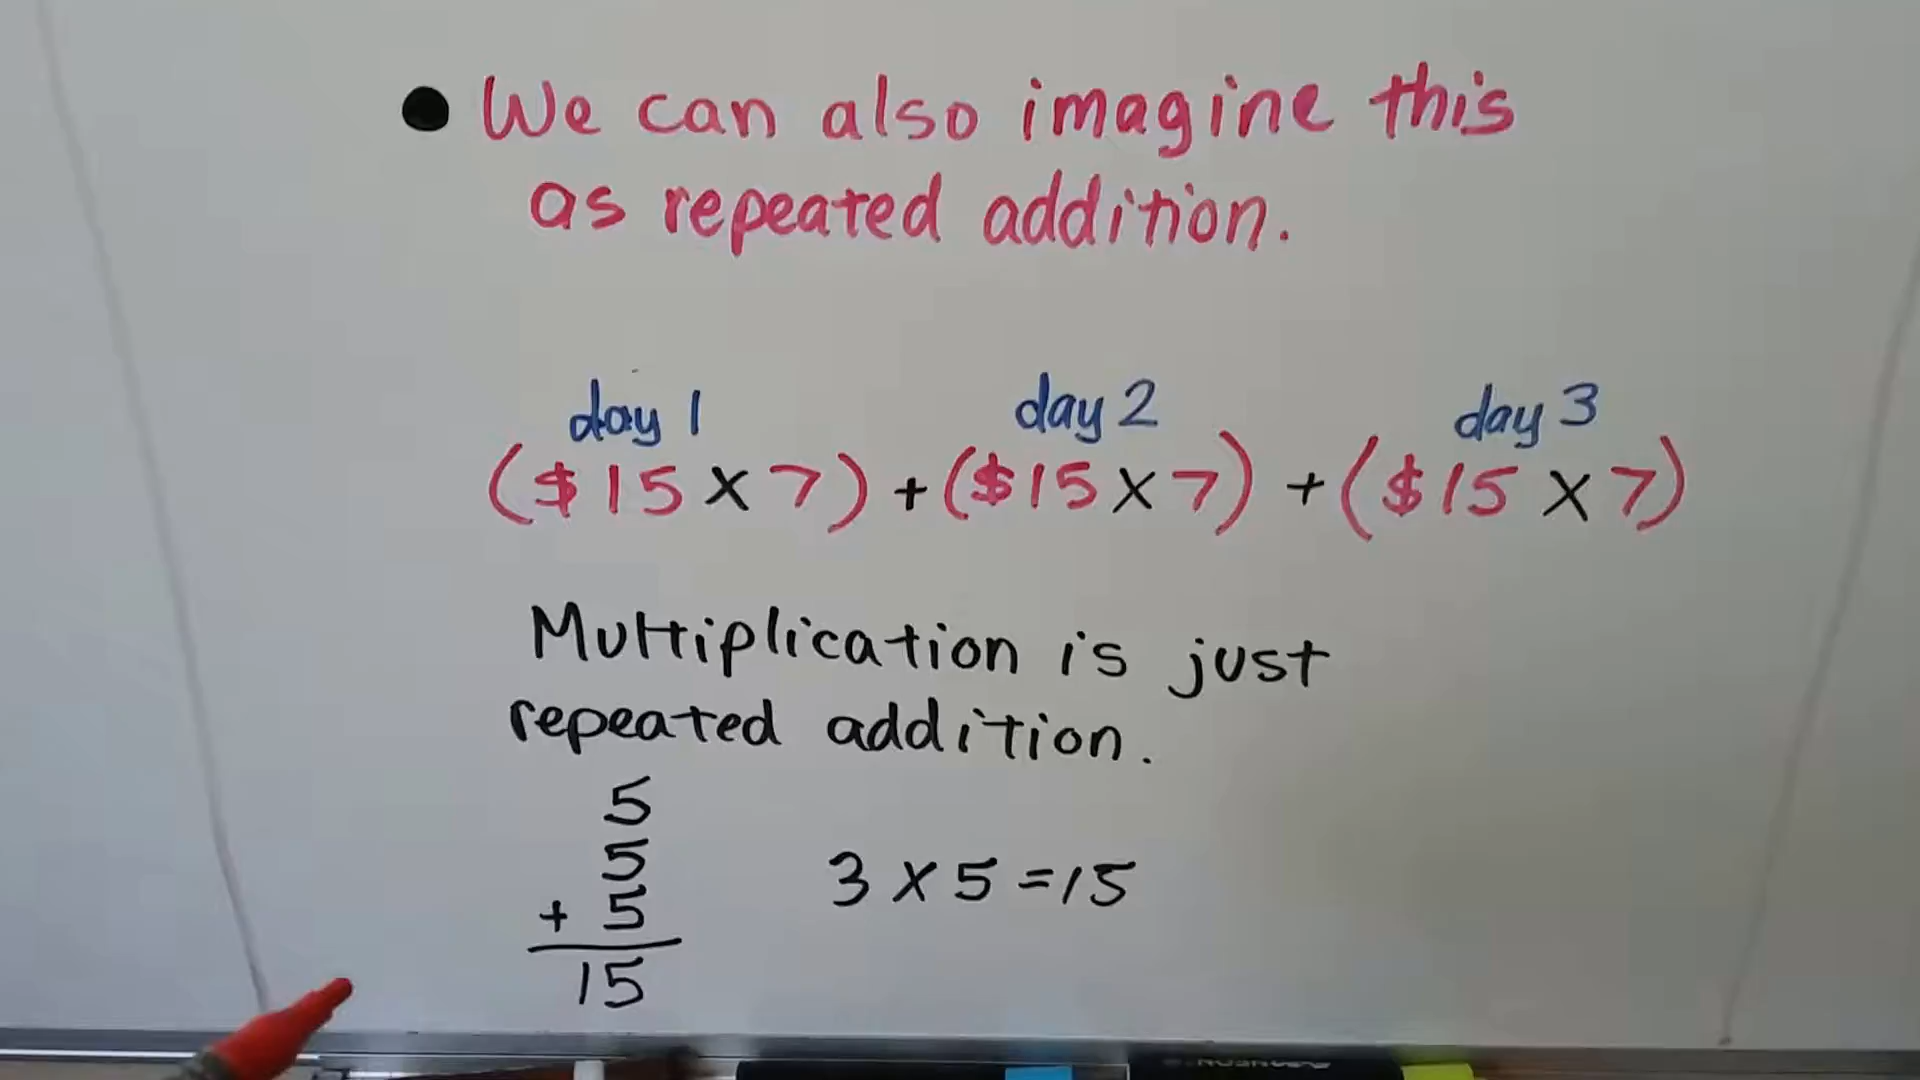 ● We can also imagine this
as repeated addition.
day 1 day 2 day 3
($15 x 7) + ($15 x 7) + ($15 x 7)
Multiplication is just
repeated addition.
5
5
+ 5
15
3 x 5 = 15